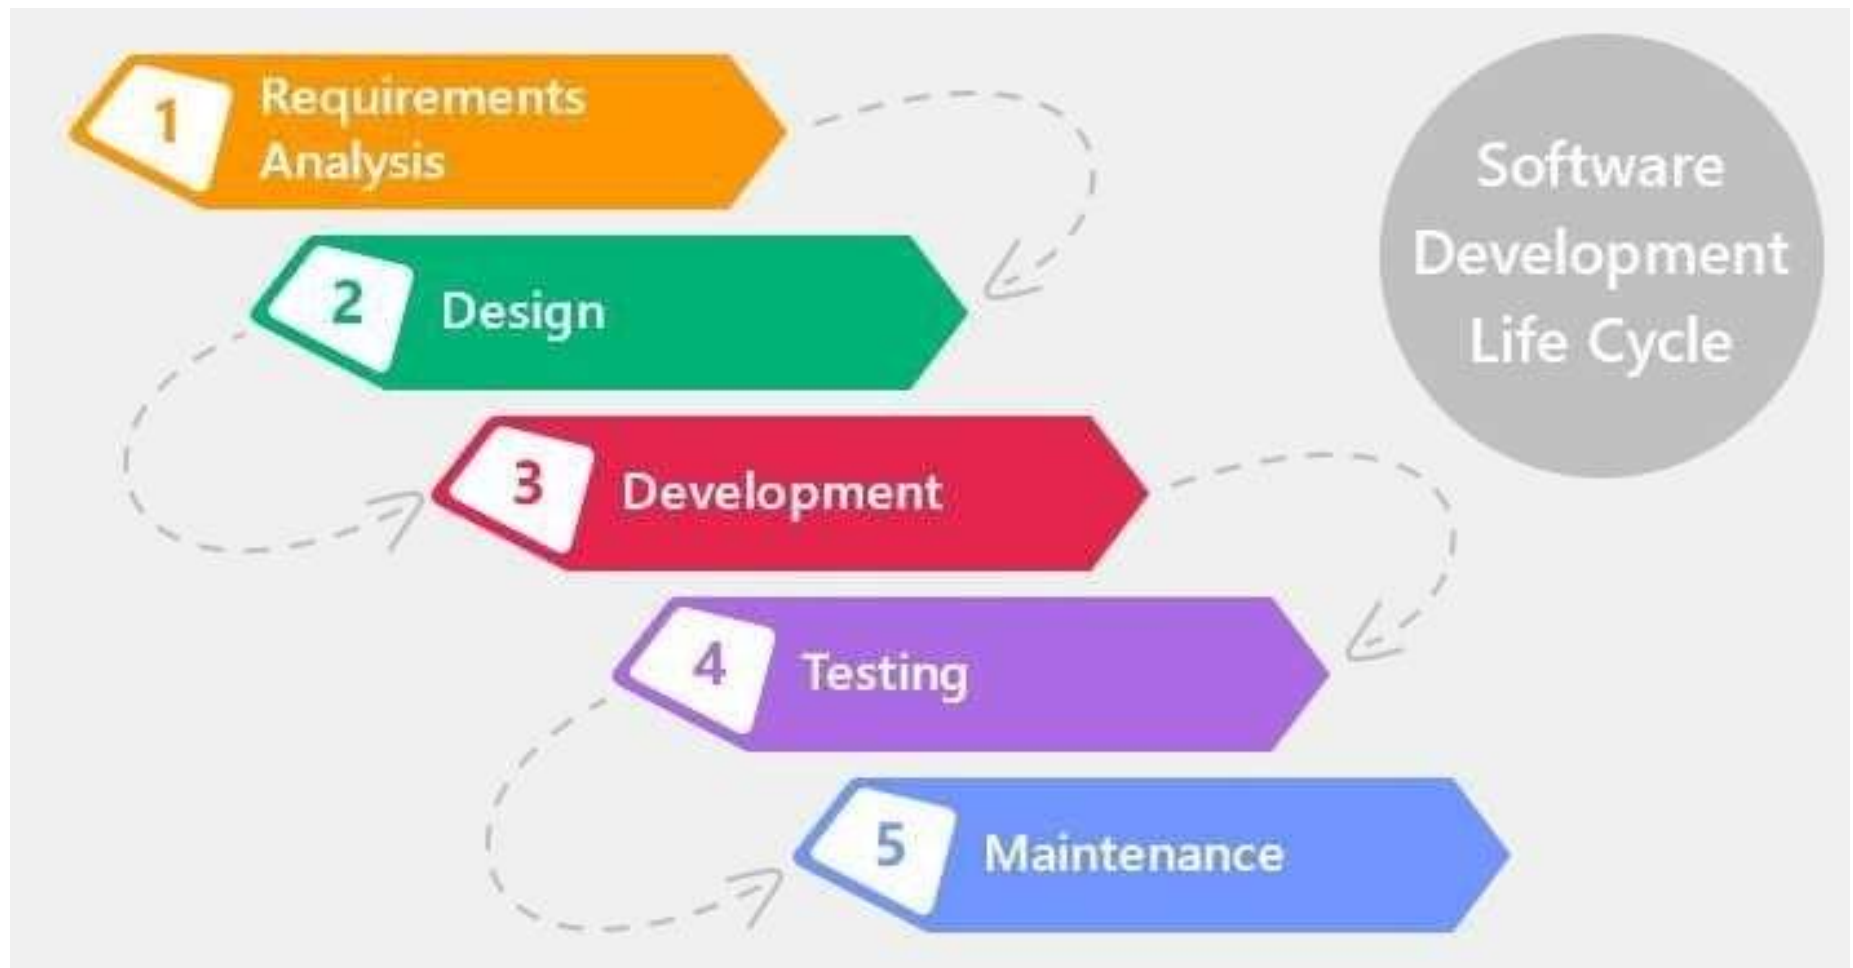 1
Requirements
Analysis
2
Design
3
Development
4
Testing
5
Maintenance
Software
Development
Life Cycle